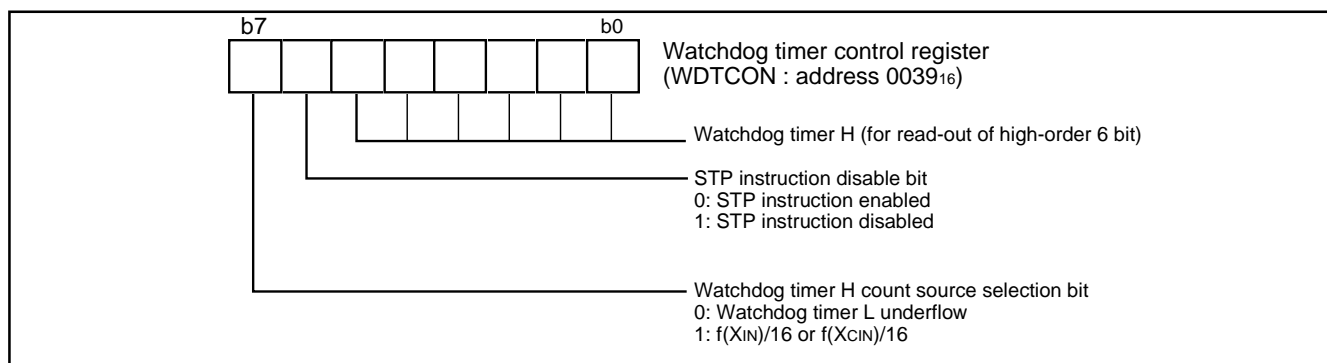 b7 b0
Watchdog timer control register
(WDTCON : address 003916)
Watchdog timer H (for read-out of high-order 6 bit)
STP instruction disable bit
0: STP instruction enabled
1: STP instruction disabled
Watchdog timer H count source selection bit
0: Watchdog timer L underflow
1: f(XIN)/16 or f(XCIN)/16